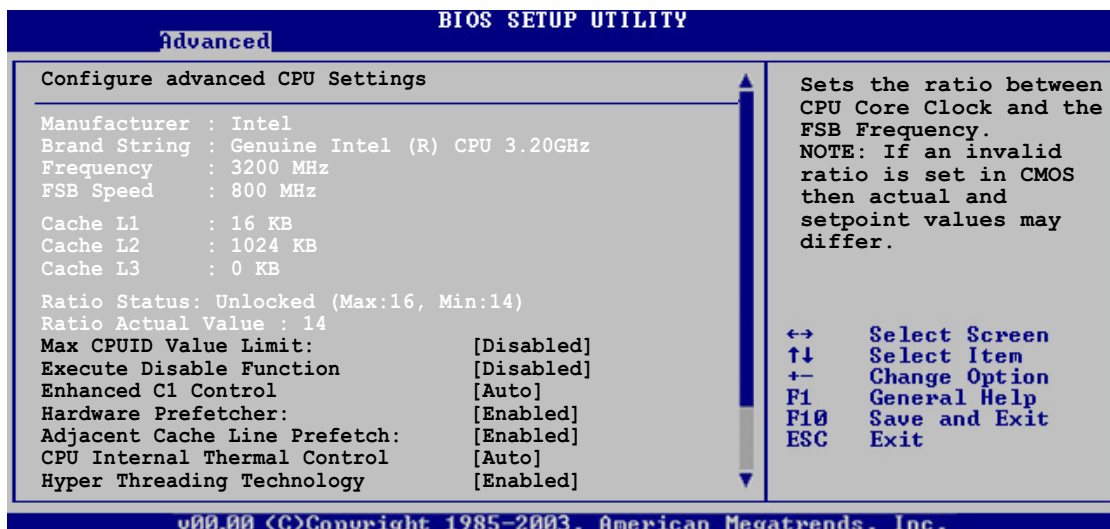 BIOS SETUP UTILITY
Advanced
Configure advanced CPU Settings
Manufacturer : Intel
Brand String : Genuine Intel (R) CPU 3.20GHz
Frequency : 3200 MHz
FSB Speed : 800 MHz
Cache L1 : 16 KB
Cache L2 : 1024 KB
Cache L3 : 0 KB
Ratio Status: Unlocked (Max:16, Min:14)
Ratio Actual Value : 14
Max CPUID Value Limit: [Disabled]
Execute Disable Function [Disabled]
Enhanced C1 Control [Auto]
Hardware Prefetcher: [Enabled]
Adjacent Cache Line Prefetch: [Enabled]
CPU Internal Thermal Control [Auto]
Hyper Threading Technology [Enabled]
Sets the ratio between
CPU Core Clock and the
FSB Frequency.
NOTE: If an invalid
ratio is set in CMOS
then actual and
setpoint values may
differ.
←→ Select Screen
↑↓ Select Item
+- Change Option
F1 General Help
F10 Save and Exit
ESC Exit
v00.00 (C)Copyright 1985-2003, American Megatrends, Inc.